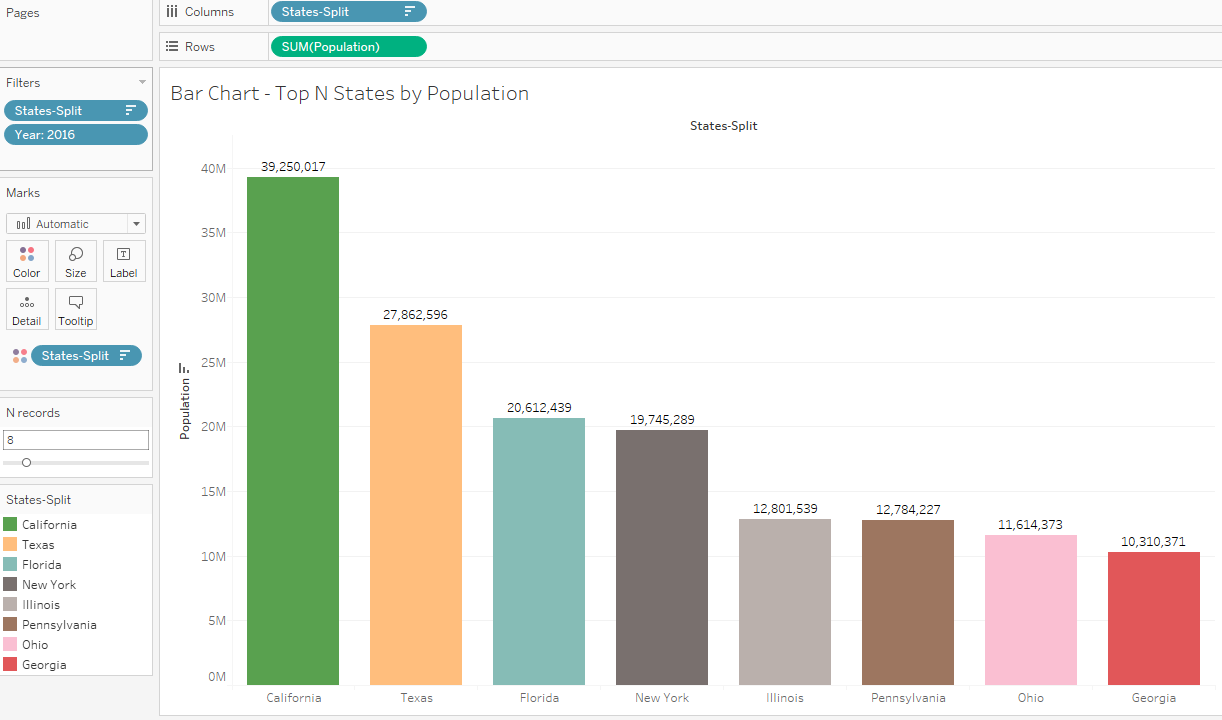 Pages
Columns
States-Split
Rows
SUM(Population)
Filters
States-Split
Year: 2016
Marks
Automatic
Color
Size
Label
Detail
Tooltip
States-Split
N records
8
States-Split
California
Texas
Florida
New York
Illinois
Pennsylvania
Ohio
Georgia
Bar Chart - Top N States by Population
States-Split
Population
40M
35M
30M
25M
20M
15M
10M
5M
0M
39,250,017
27,862,596
20,612,439
19,745,289
12,801,539
12,784,227
11,614,373
10,310,371
California
Texas
Florida
New York
Illinois
Pennsylvania
Ohio
Georgia